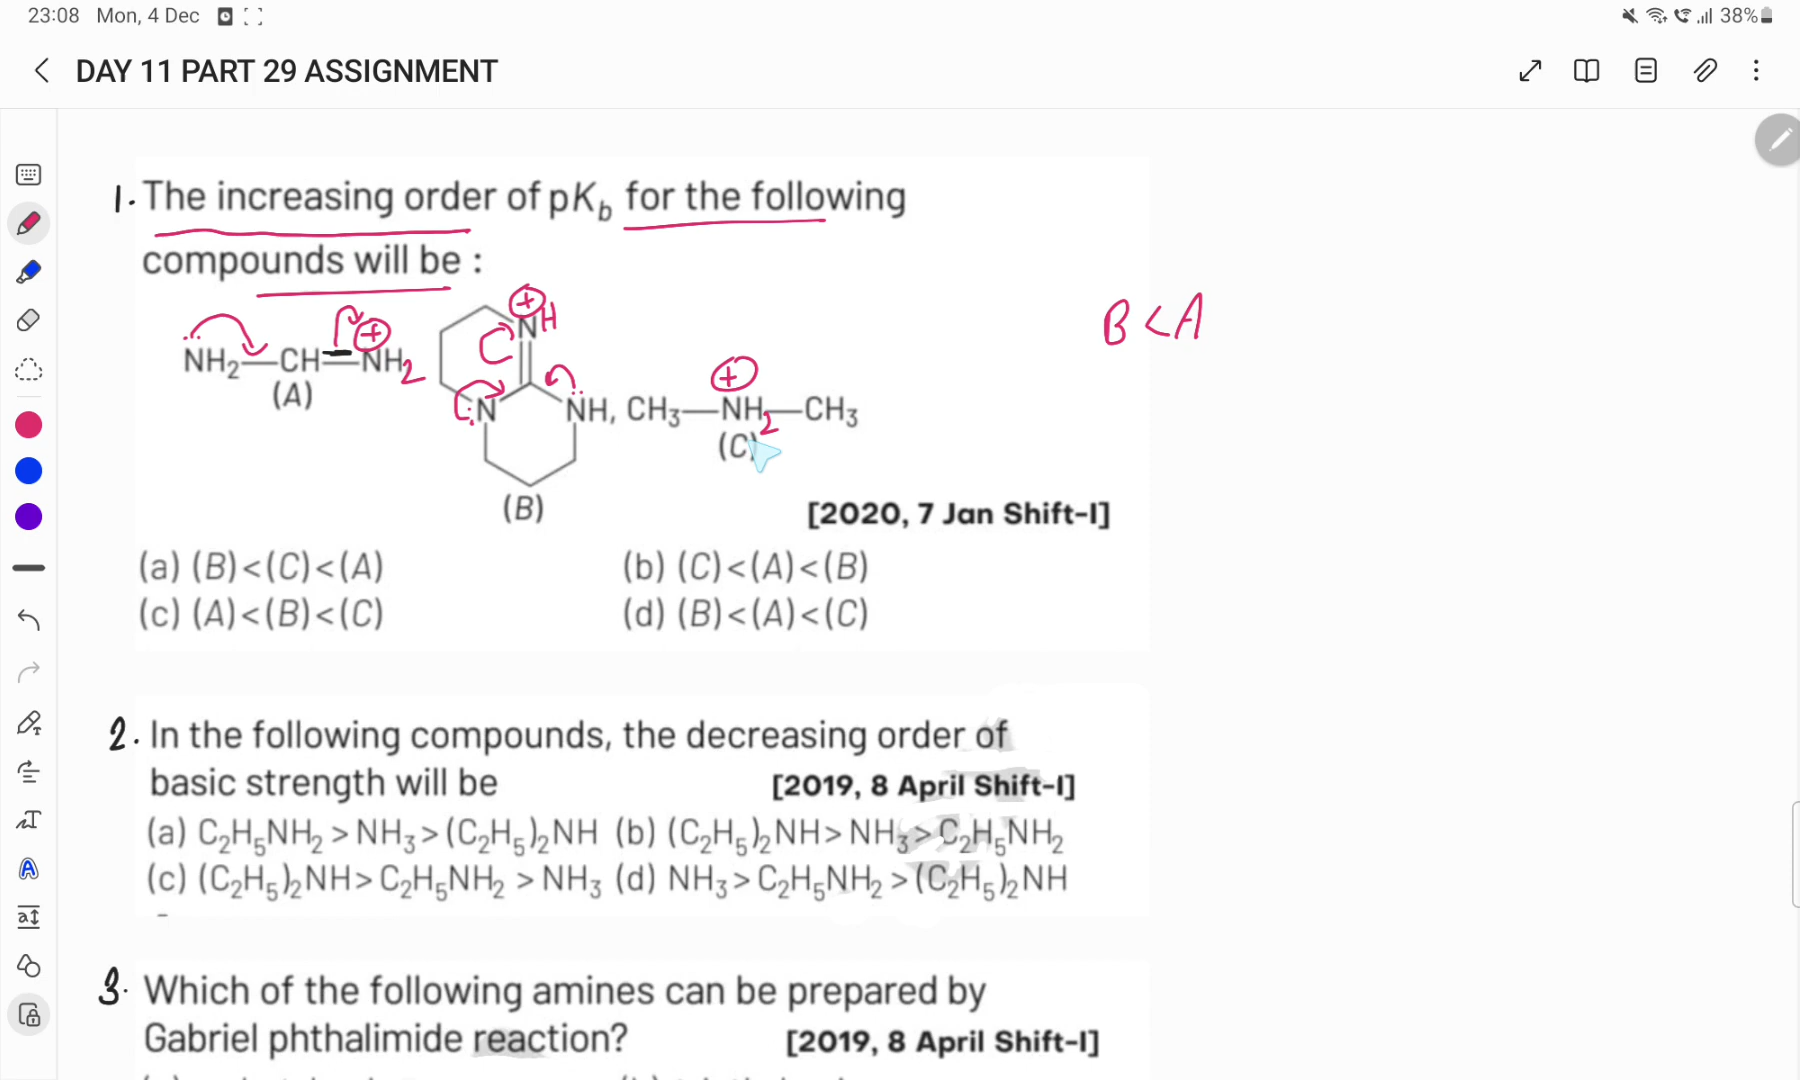 23:08 Mon, 4 Dec 38%
DAY 11 PART 29 ASSIGNMENT
1. The increasing order of pKb for the following
compounds will be :
NH2—CH=NH2
(A)
N H
N NH, CH3—NH2—CH3
(C)
(B)
B < A
[2020, 7 Jan Shift-I]
(a) (B)<(C)<(A) (b) (C)<(A)<(B)
(c) (A)<(B)<(C) (d) (B)<(A)<(C)
2. In the following compounds, the decreasing order of
basic strength will be [2019, 8 April Shift-I]
(a) C2H5NH2 > NH3 > (C2H5)2NH (b) (C2H5)2NH > NH3 > C2H5NH2
(c) (C2H5)2NH > C2H5NH2 > NH3 (d) NH3 > C2H5NH2 > (C2H5)2NH
3. Which of the following amines can be prepared by
Gabriel phthalimide reaction? [2019, 8 April Shift-I]